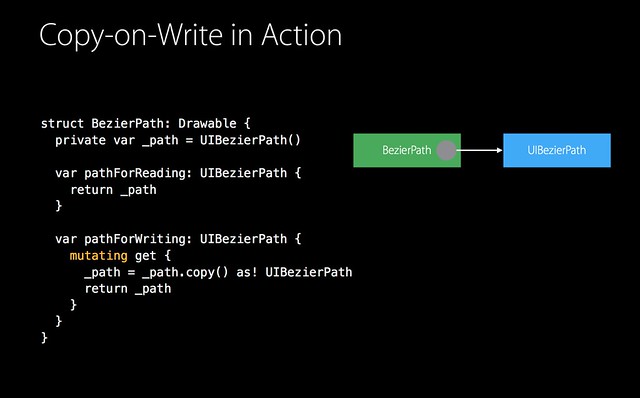 Copy-on-Write in Action
struct BezierPath: Drawable {
  private var _path = UIBezierPath()
  var pathForReading: UIBezierPath {
    return _path
  }
  var pathForWriting: UIBezierPath {
    mutating get {
      _path = _path.copy() as! UIBezierPath
      return _path
    }
  }
}
BezierPath
UIBezierPath